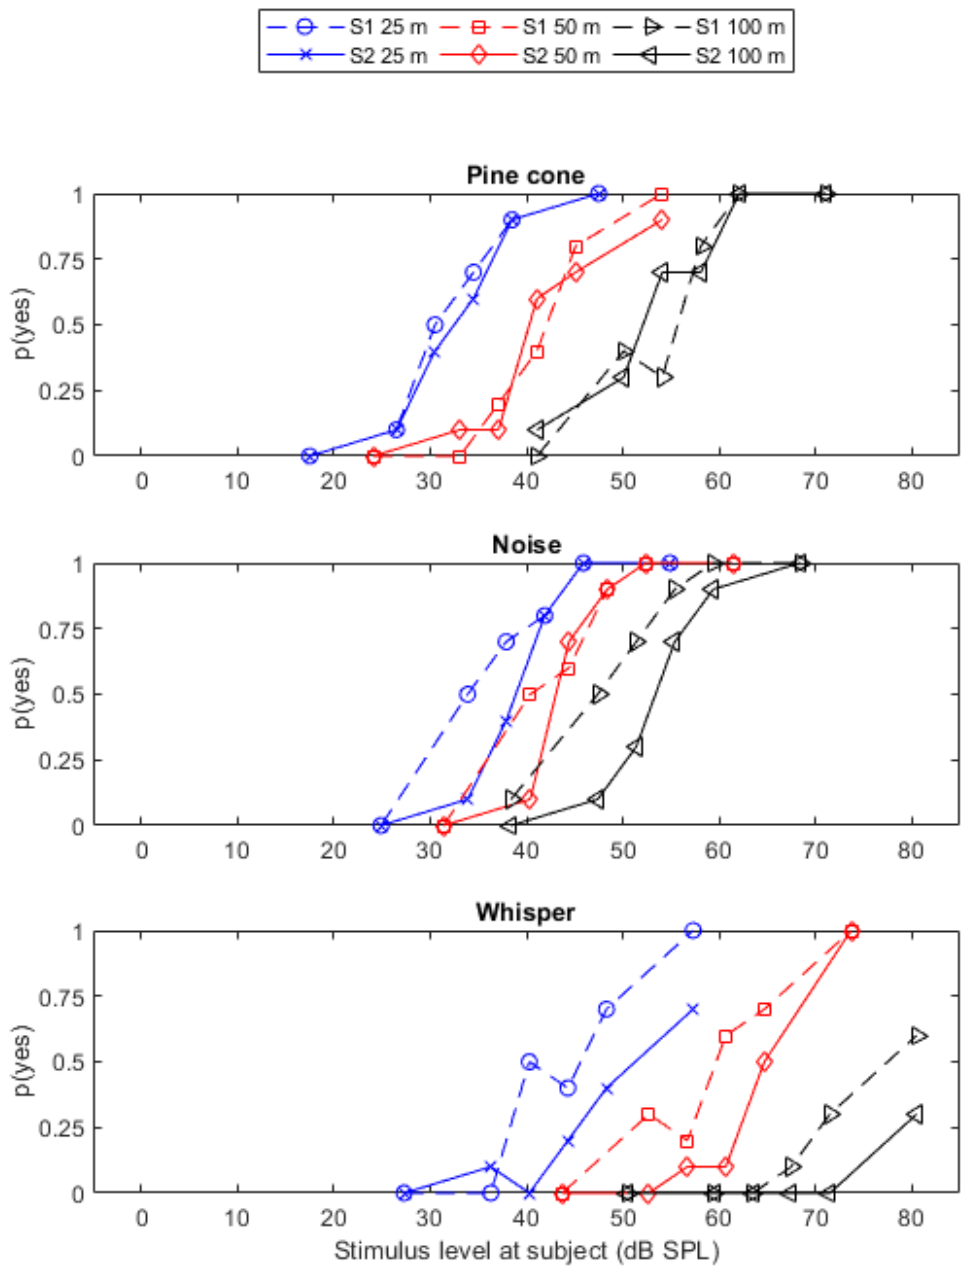 S1 25 m S1 50 m S1 100 m
S2 25 m S2 50 m S2 100 m
Pine cone
1
0.75
0.5
0.25
0
p(yes)
0 10 20 30 40 50 60 70 80
Noise
1
0.75
0.5
0.25
0
p(yes)
0 10 20 30 40 50 60 70 80
Whisper
1
0.75
0.5
0.25
0
p(yes)
0 10 20 30 40 50 60 70 80
Stimulus level at subject (dB SPL)